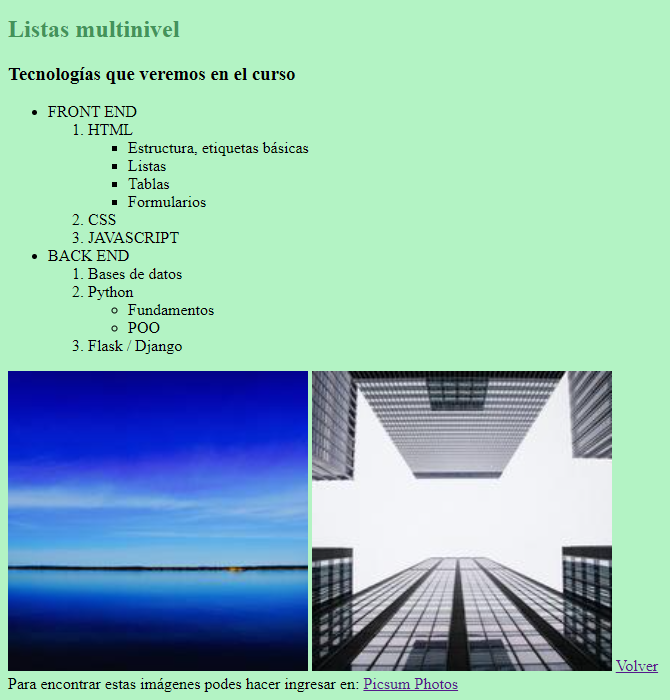 Listas multinivel
Tecnologías que veremos en el curso
FRONT END
1. HTML
Estructura, etiquetas básicas
Listas
Tablas
Formularios
2. CSS
3. JAVASCRIPT
BACK END
1. Bases de datos
2. Python
Fundamentos
POO
3. Flask / Django
Volver
Para encontrar estas imágenes podes hacer ingresar en: Picsum Photos